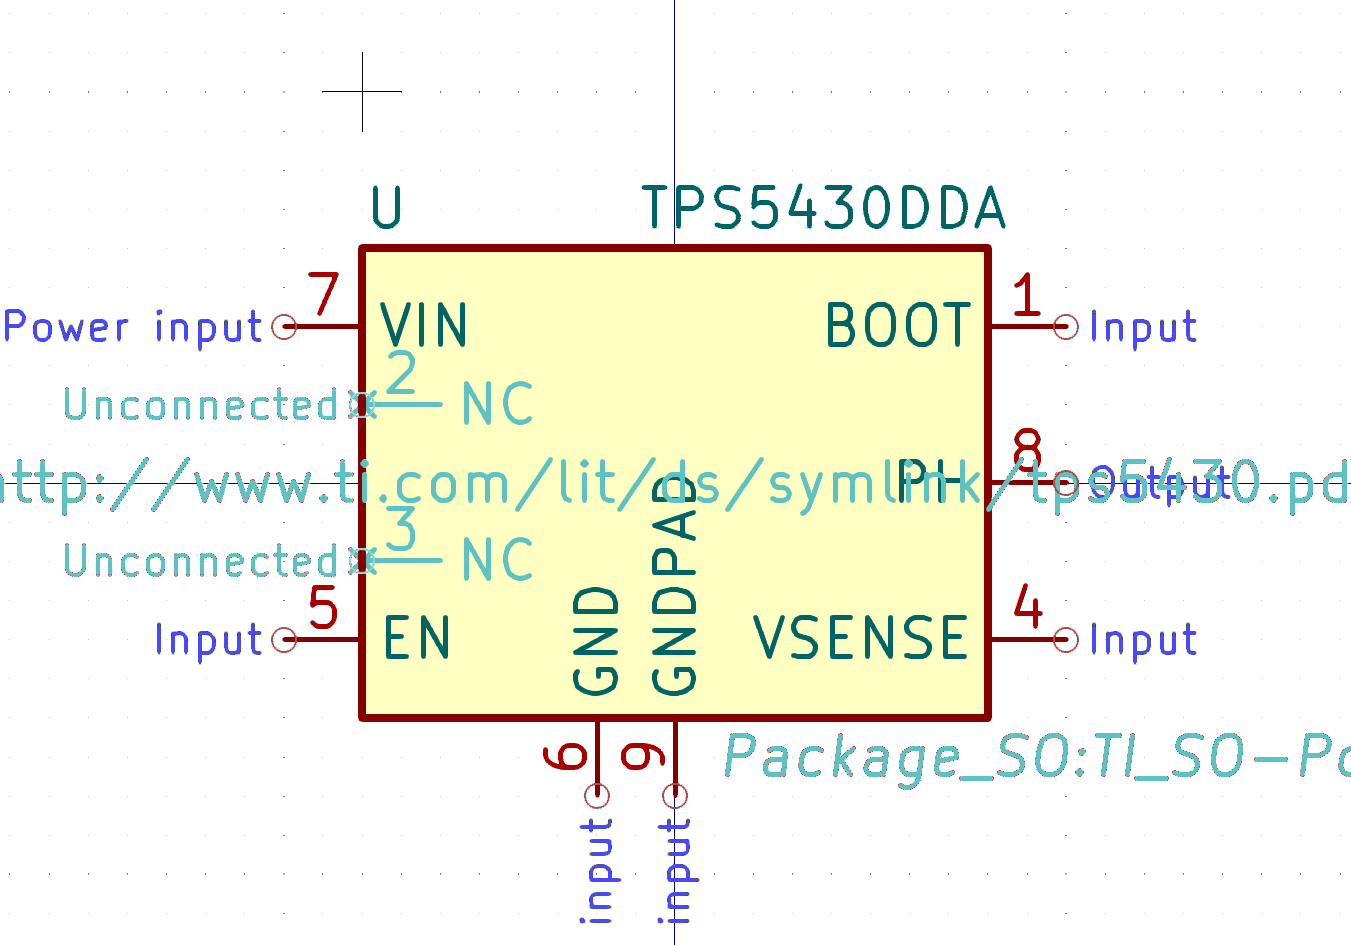 U TPS5430DDA
7 1
Power input VIN BOOT Input
2
Unconnected NC
8
ttp://www.ti.com/lit/ds/symlink/tps5430.pd
PH Output
3
Unconnected NC
5 4
Input EN GND GNDPAD VSENSE Input
6 9
Package_SO:TI_SO-Po
input input